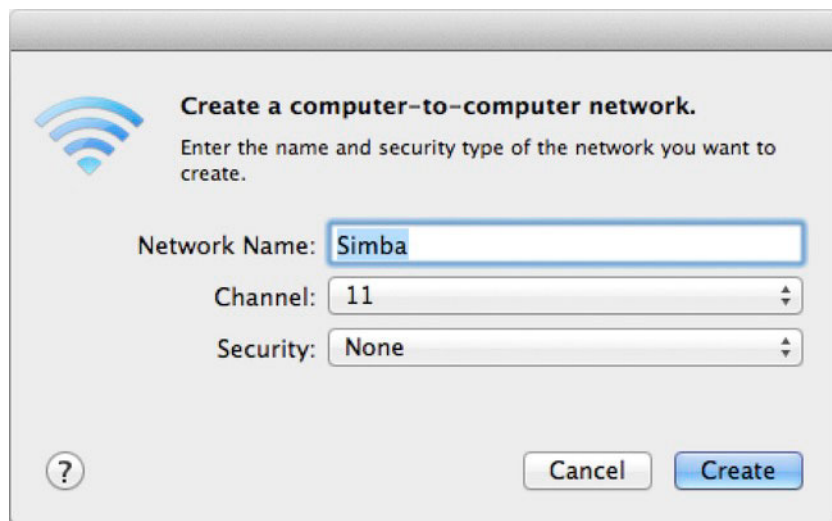 Create a computer-to-computer network.
Enter the name and security type of the network you want to
create.
Network Name: Simba
Channel: 11
Security: None
? Cancel Create